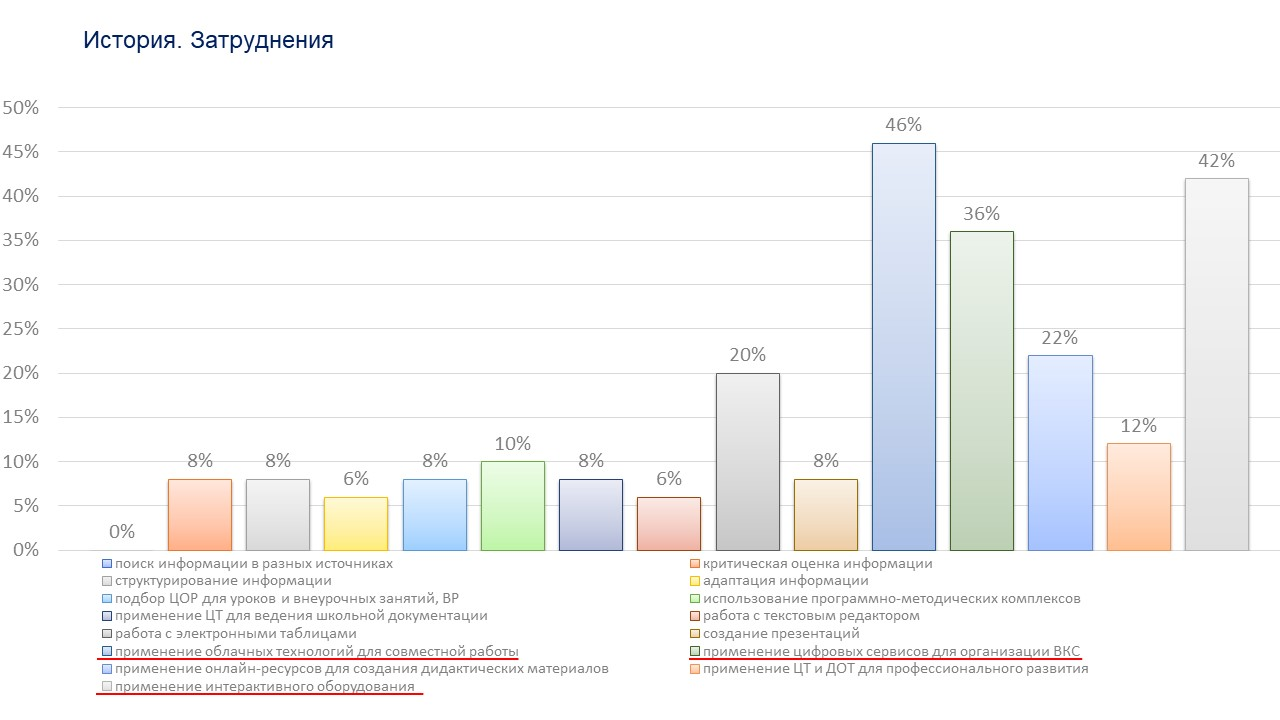 История. Затруднения
50%
45%
40%
35%
30%
25%
20%
15%
10%
5%
0%
0%
8%
8%
6%
8%
10%
8%
6%
20%
8%
46%
36%
22%
12%
42%
поиск информации в разных источниках
критическая оценка информации
структурирование информации
адаптация информации
подбор ЦОР для уроков и внеурочных занятий, ВР
использование программно-методических комплексов
применение ЦТ для ведения школьной документации
работа с текстовым редактором
работа с электронными таблицами
создание презентаций
применение облачных технологий для совместной работы
применение цифровых сервисов для организации ВКС
применение онлайн-ресурсов для создания дидактических материалов
применение ЦТ и ДОТ для профессионального развития
применение интерактивного оборудования